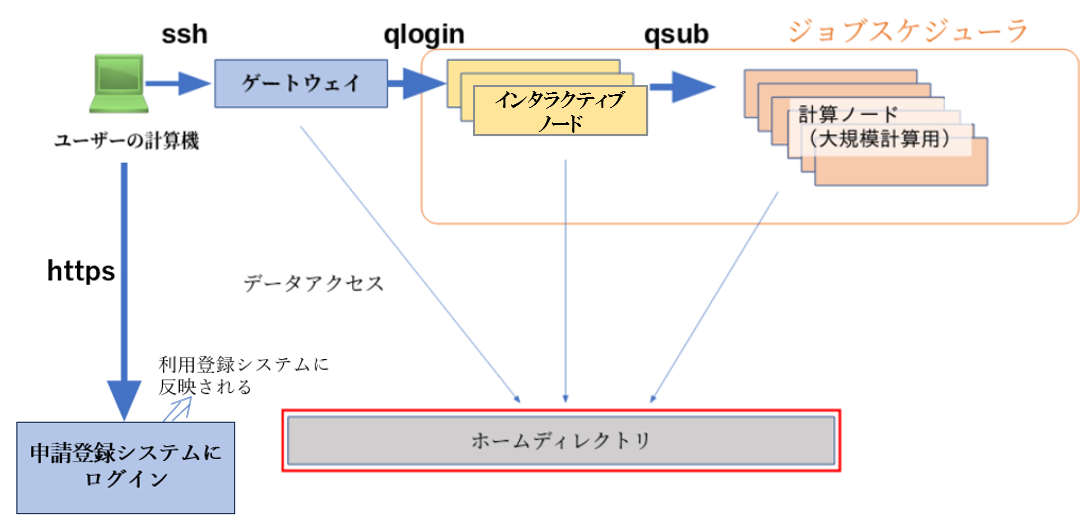 ssh
qlogin
qsub
ジョブスケジューラ
ゲートウェイ
インタラクティブ
ノード
計算ノード
（大規模計算用）
ユーザーの計算機
https
データアクセス
利用登録システムに
反映される
申請登録システムに
ログイン
ホームディレクトリ